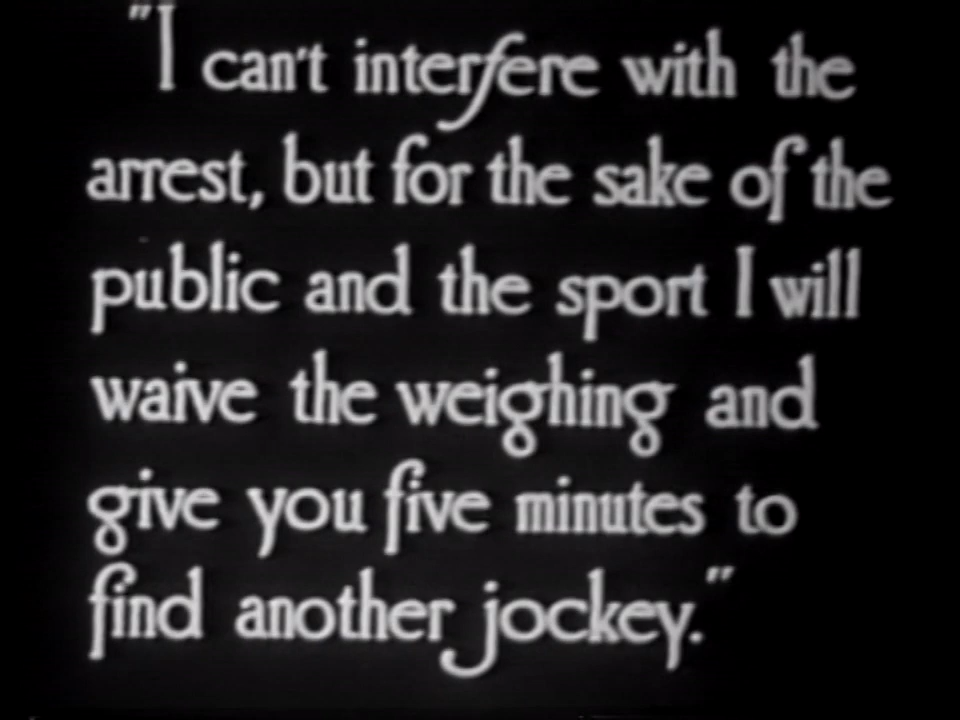 "I can't interfere with the
arrest, but for the sake of the
public and the sport I will
waive the weighing and
give you five minutes to
find another jockey."